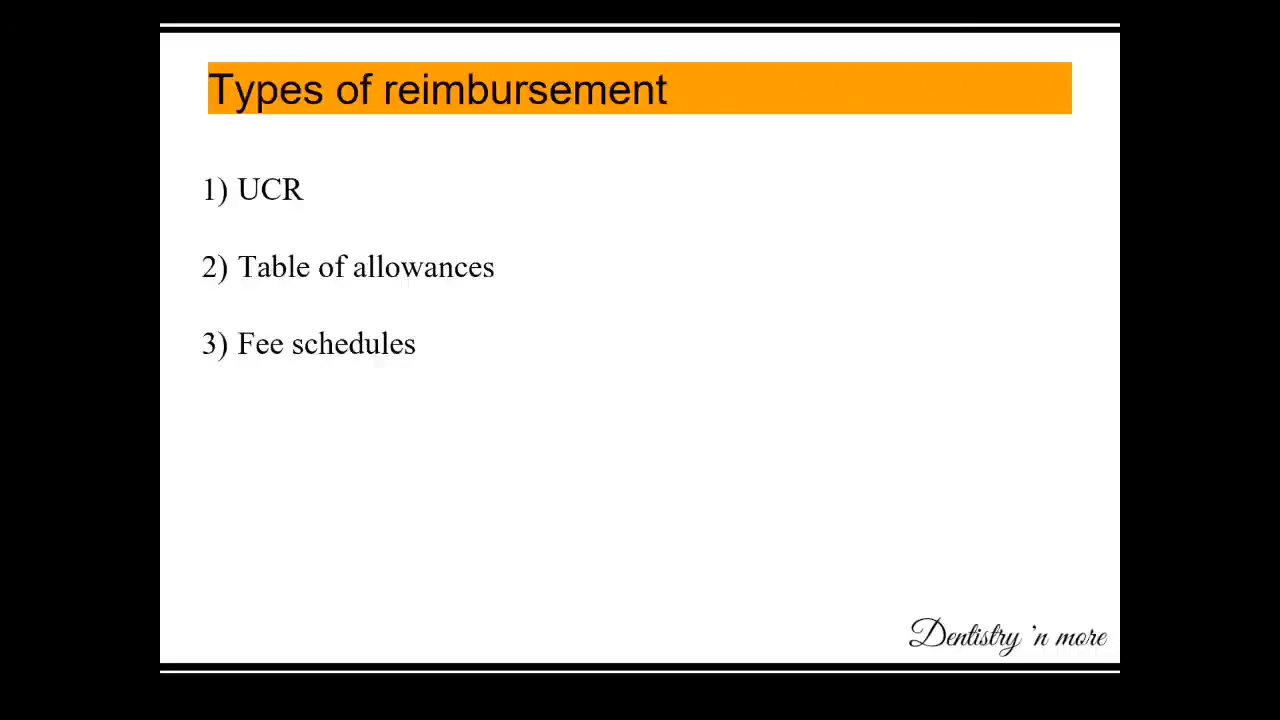 Types of reimbursement
1) UCR
2) Table of allowances
3) Fee schedules
Dentistry 'n more